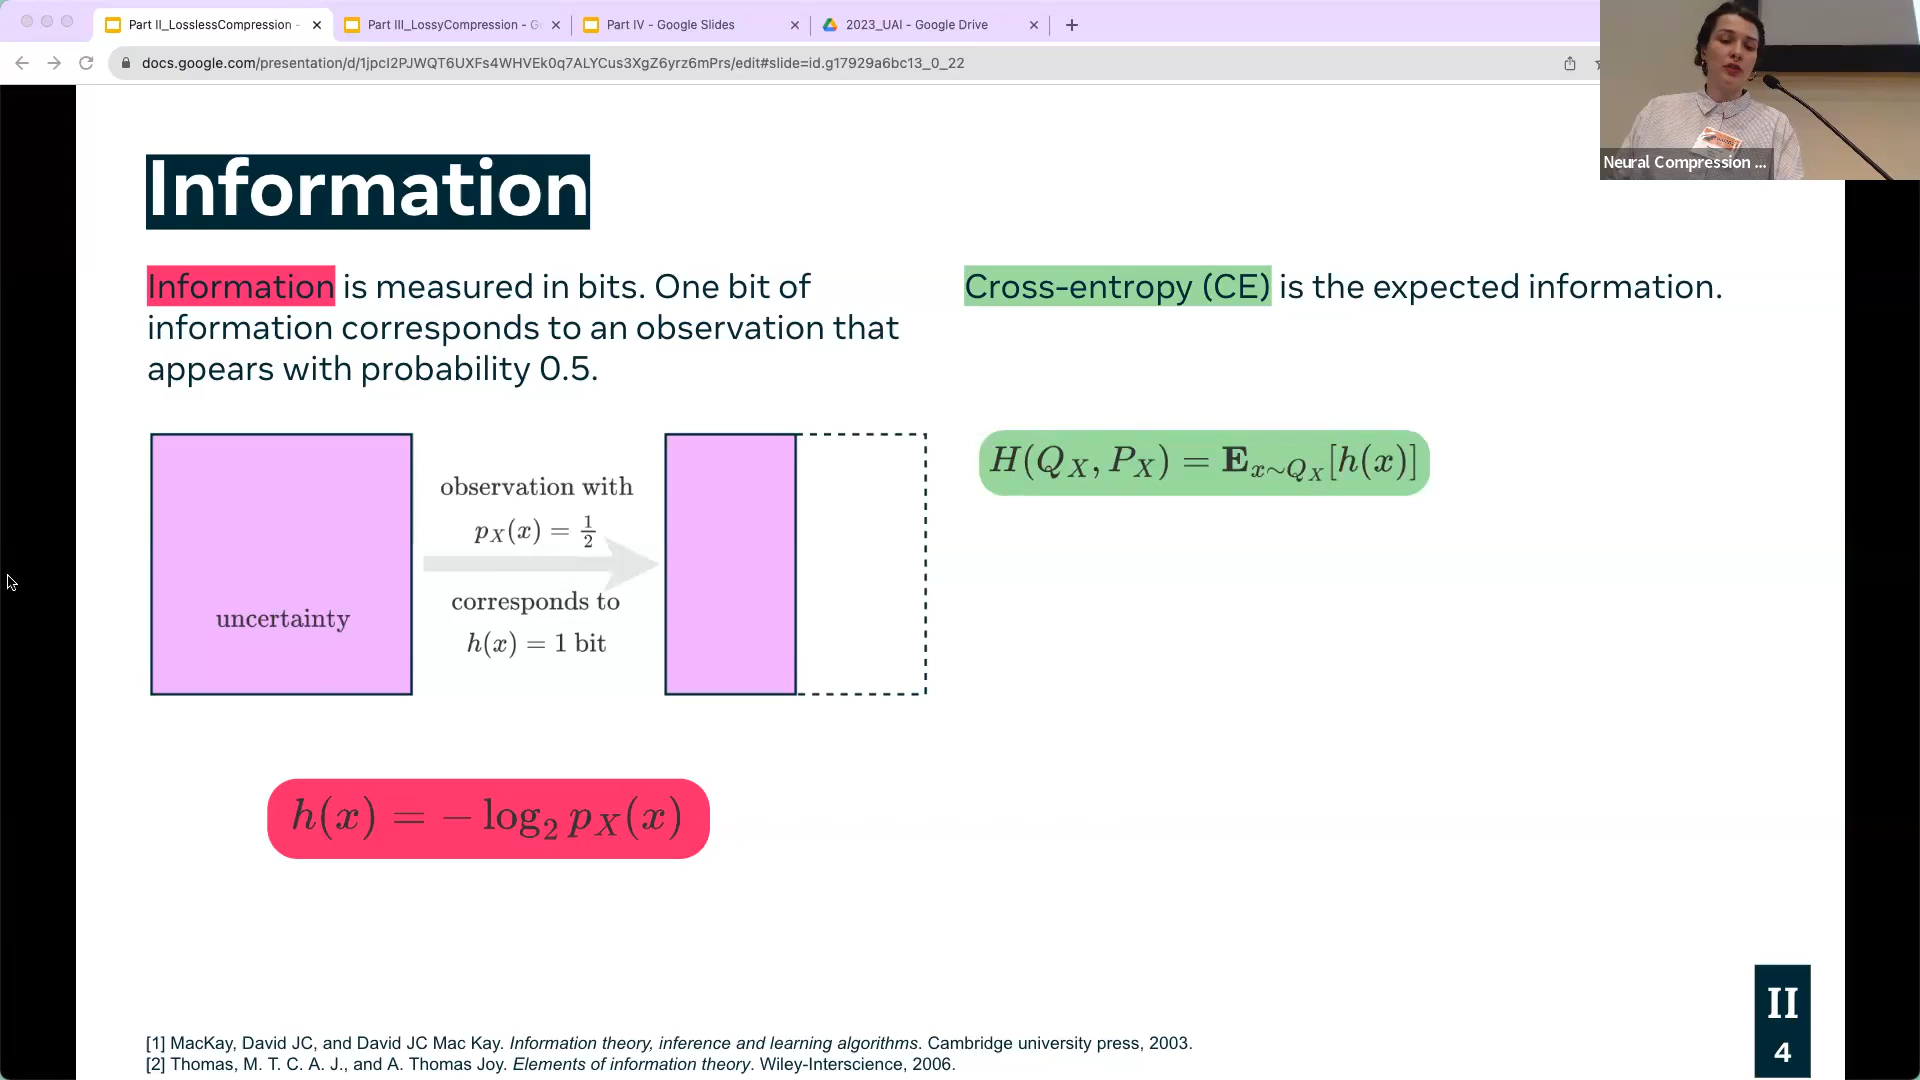 Part II_LosslessCompression -
Part III_LossyCompression - G
Part IV - Google Slides
2023_UAI - Google Drive
docs.google.com/presentation/d/1jpcI2PJWQT6UXFs4WHVEk0q7ALYCus3XgZ6yrz6mPrs/edit#slide=id.g17929a6bc13_0_22
Neural Compression ...
Information
Information is measured in bits. One bit of
information corresponds to an observation that
appears with probability 0.5.
uncertainty
observation with
p_X(x) = 1/2
corresponds to
h(x) = 1 bit
h(x) = − log₂ p_X(x)
Cross-entropy (CE) is the expected information.
H(Q_X, P_X) = E_{x∼Q_X}[h(x)]
[1] MacKay, David JC, and David JC Mac Kay. Information theory, inference and learning algorithms. Cambridge university press, 2003.
[2] Thomas, M. T. C. A. J., and A. Thomas Joy. Elements of information theory. Wiley-Interscience, 2006.
II
4